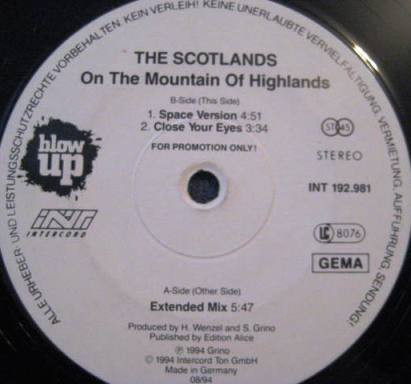 ALLE URHEBER- UND LEISTUNGSSCHUTZRECHTE VORBEHALTEN. KEIN VERLEIH! KEINE UNERLAUBTE VERVIELFÄLTIGUNG, VERMIETUNG, AUFFÜHRUNG, SENDUNG!
THE SCOTLANDS
On The Mountain Of Highlands
B-Side (This Side)
1. Space Version 4:51
2. Close Your Eyes 3:34
FOR PROMOTION ONLY!
blow
up
INT
INTERCORD
ST 45
STEREO
INT 192.981
LC 8076
GEMA
A-Side (Other Side)
Extended Mix 5:47
Produced by H. Wenzel and S. Grino
Published by Edition Alice
℗ 1994 Grino
© 1994 Intercord Ton GmbH
Made in Germany
08/94